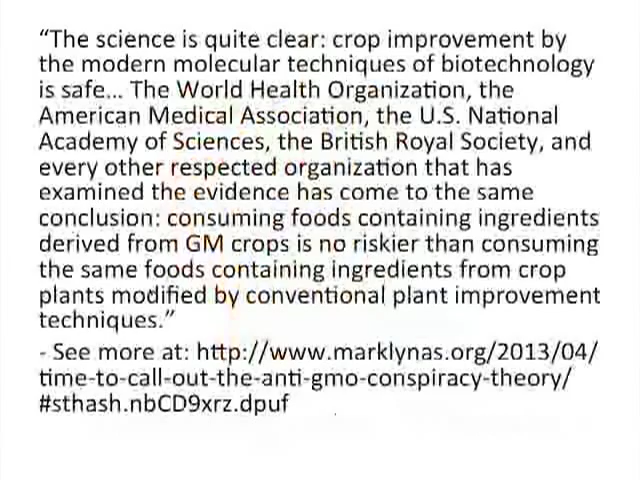 “The science is quite clear: crop improvement by
the modern molecular techniques of biotechnology
is safe... The World Health Organization, the
American Medical Association, the U.S. National
Academy of Sciences, the British Royal Society, and
every other respected organization that has
examined the evidence has come to the same
conclusion: consuming foods containing ingredients
derived from GM crops is no riskier than consuming
the same foods containing ingredients from crop
plants modified by conventional plant improvement
techniques.”
- See more at: http://www.marklynas.org/2013/04/
time-to-call-out-the-anti-gmo-conspiracy-theory/
#sthash.nbCD9xrz.dpuf